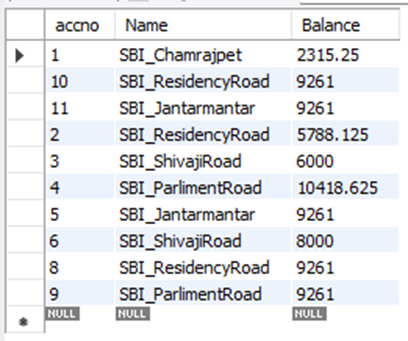 accno Name Balance
1 SBI_Chamrajpet 2315.25
10 SBI_ResidencyRoad 9261
11 SBI_Jantarmantar 9261
2 SBI_ResidencyRoad 5788.125
3 SBI_ShivajiRoad 6000
4 SBI_ParlimentRoad 10418.625
5 SBI_Jantarmantar 9261
6 SBI_ShivajiRoad 8000
8 SBI_ResidencyRoad 9261
9 SBI_ParlimentRoad 9261
NULL NULL NULL